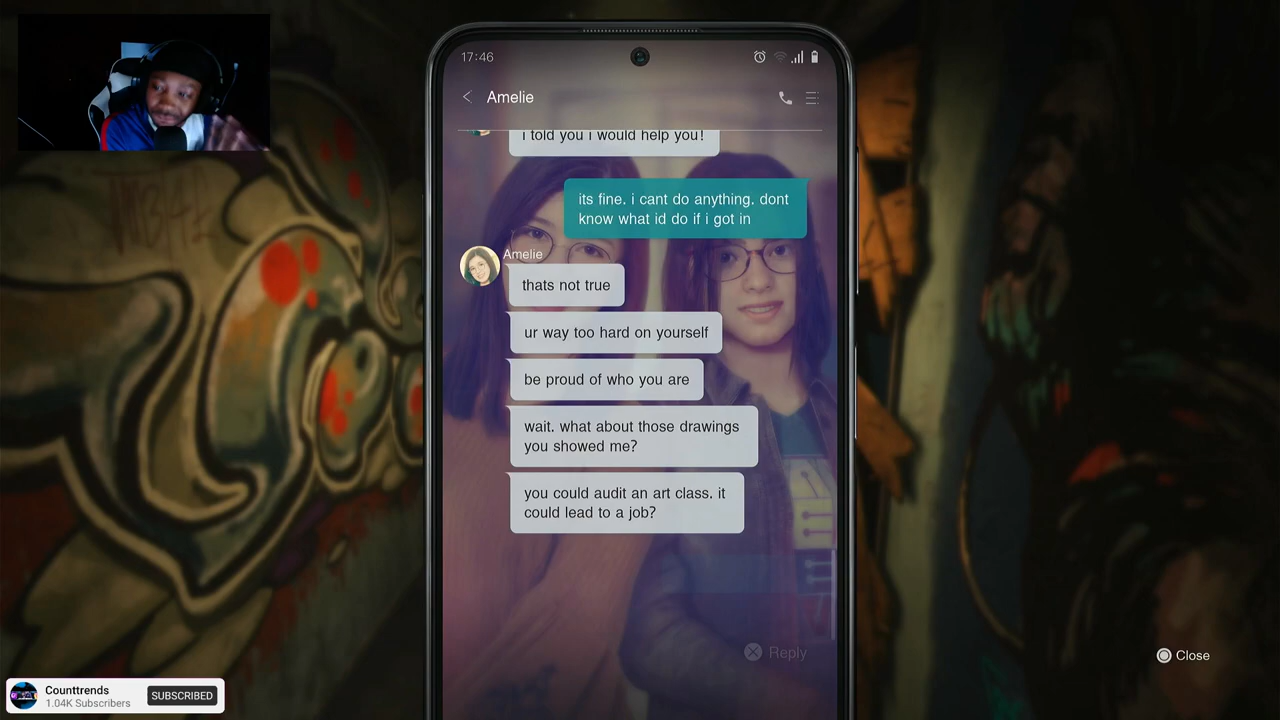 17:46
Amelie
i told you i would help you!
its fine. i cant do anything. dont
know what id do if i got in
Amelie
thats not true
ur way too hard on yourself
be proud of who you are
wait. what about those drawings
you showed me?
you could audit an art class. it
could lead to a job?
Reply
Close
Counttrends
1.04K Subscribers
SUBSCRIBED